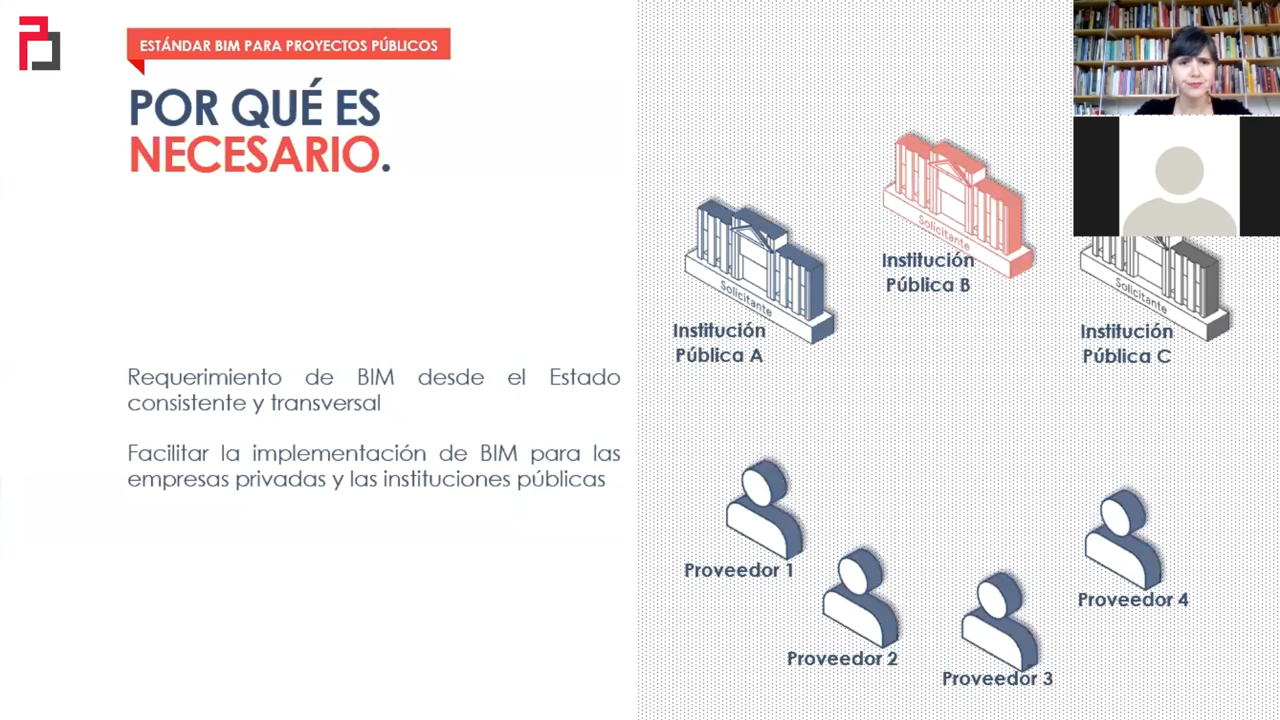 ESTÁNDAR BIM PARA PROYECTOS PÚBLICOS
POR QUÉ ES
NECESARIO.
Requerimiento de BIM desde el Estado
consistente y transversal
Facilitar la implementación de BIM para las
empresas privadas y las instituciones públicas
Solicitante
Institución
Pública A
Solicitante
Institución
Pública B
Solicitante
Institución
Pública C
Proveedor 1
Proveedor 2
Proveedor 3
Proveedor 4